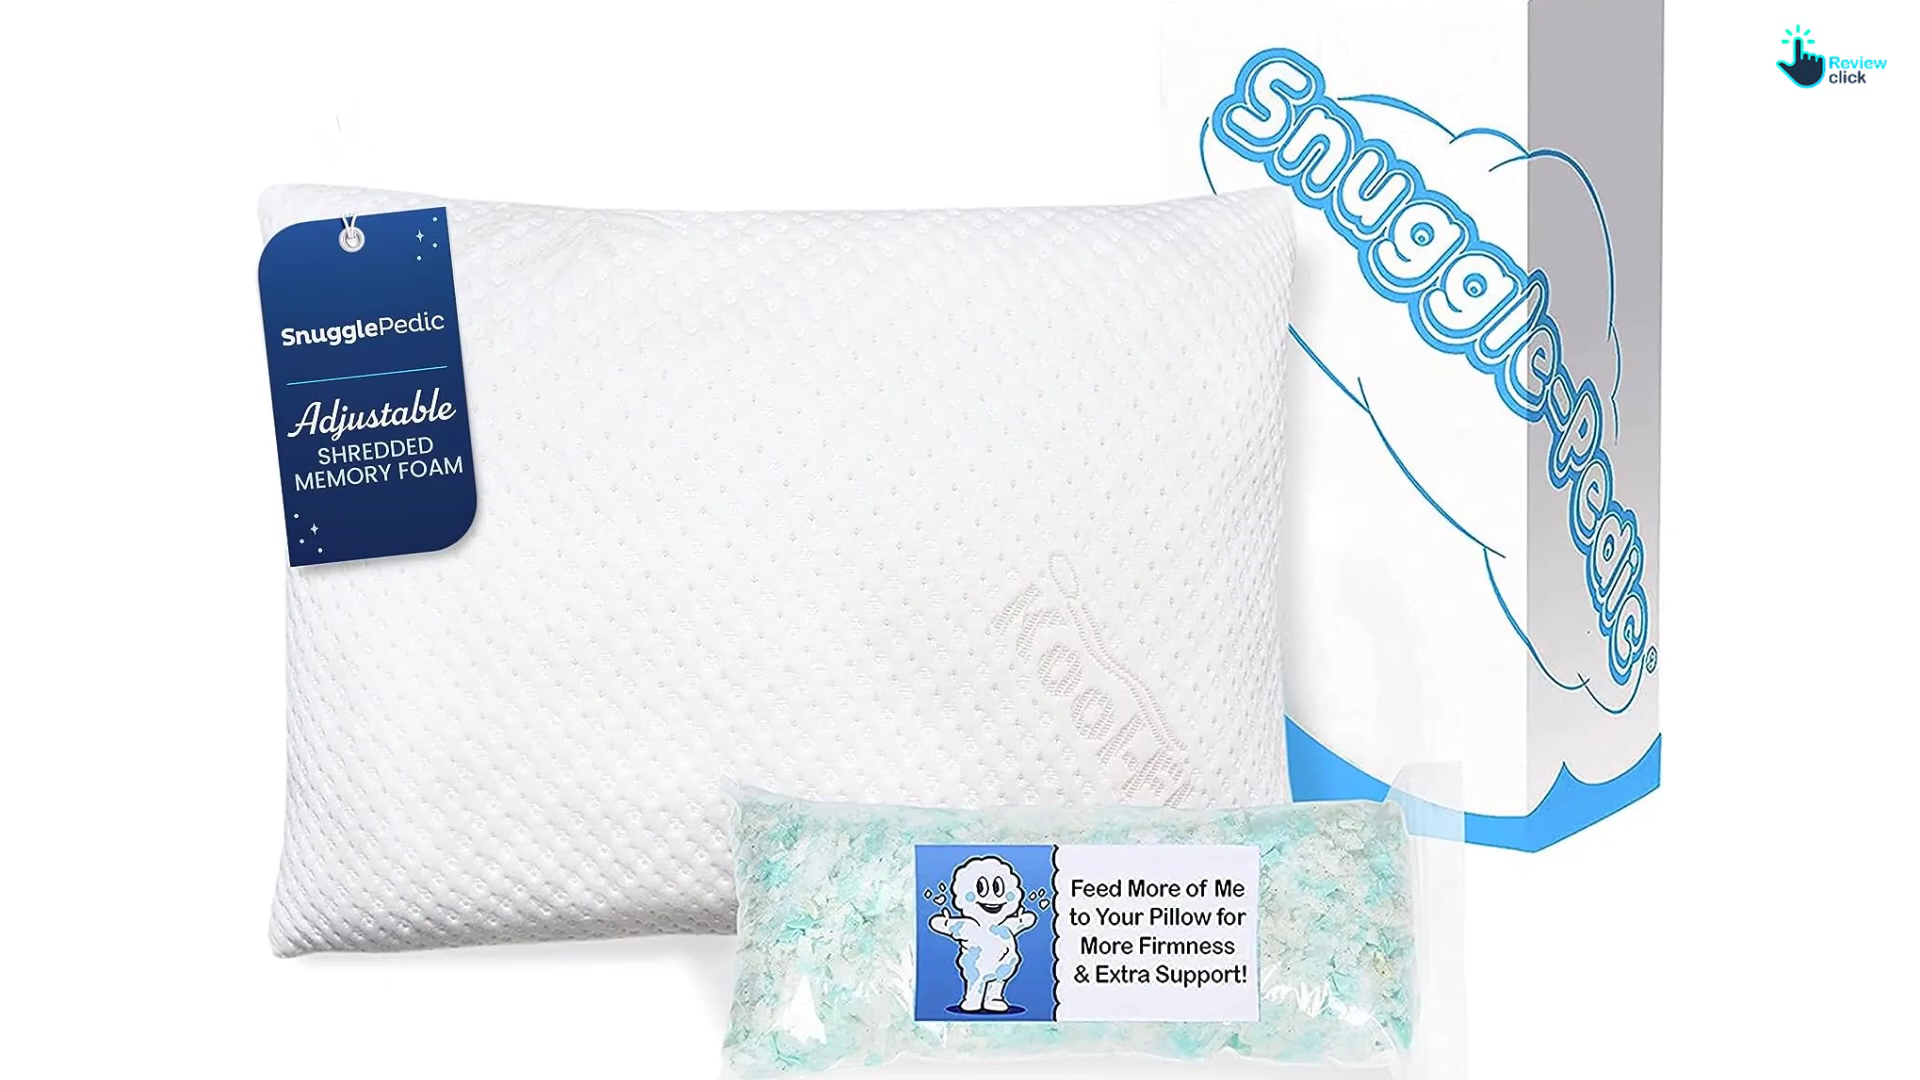 Review
click
Snuggle-Pedic®
SnugglePedic
Adjustable
SHREDDED
MEMORY FOAM
Feed More of Me
to Your Pillow for
More Firmness
& Extra Support!